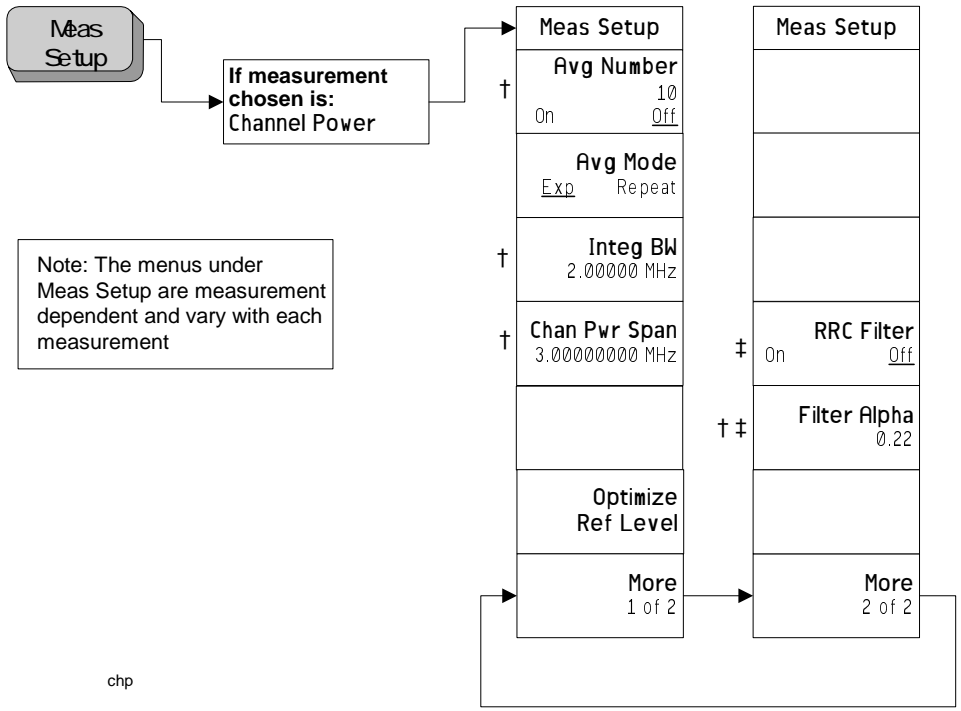 Meas
Setup
If measurement
chosen is:
Channel Power
Note: The menus under
Meas Setup are measurement
dependent and vary with each
measurement
Meas Setup
†
Avg Number
10
On Off
Avg Mode
Exp Repeat
†
Integ BW
2.00000 MHz
†
Chan Pwr Span
3.00000000 MHz
Optimize
Ref Level
More
1 of 2
Meas Setup
‡
RRC Filter
On Off
† ‡
Filter Alpha
0.22
More
2 of 2
chp